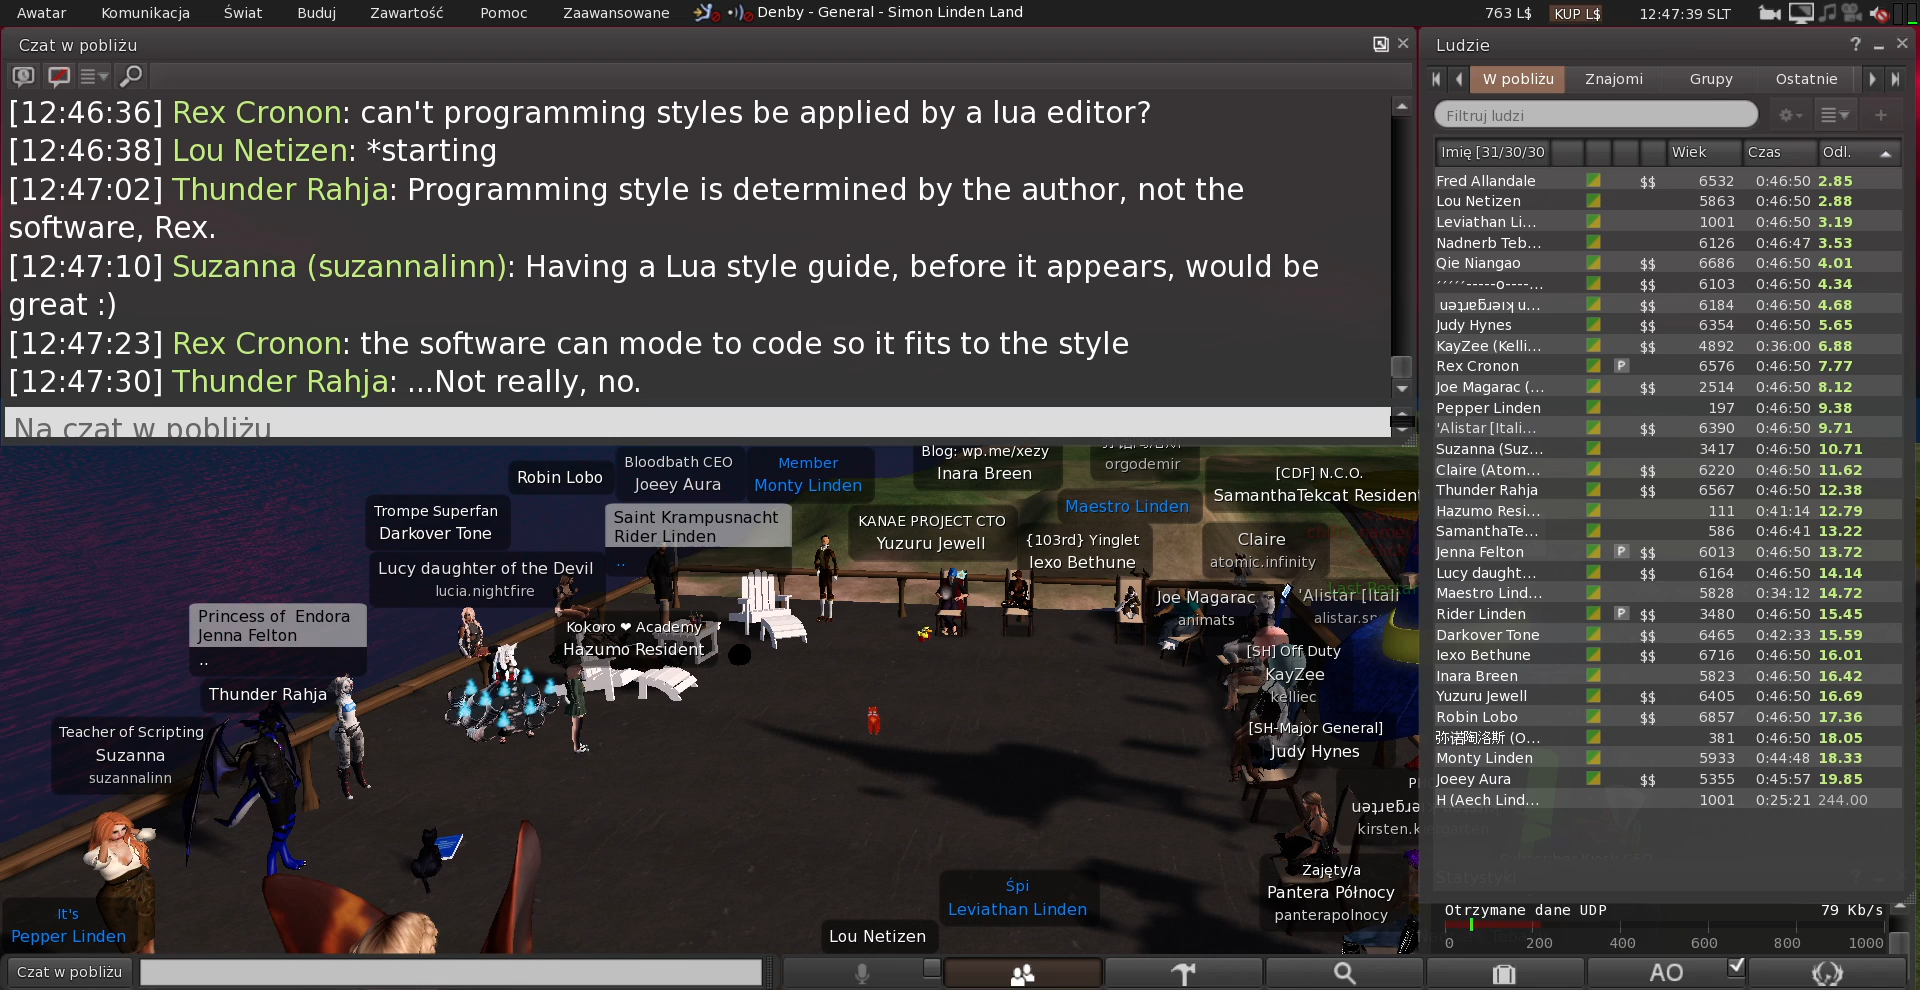 Awatar Komunikacja Świat Buduj Zawartość Pomoc Zaawansowane Denby - General - Simon Linden Land 763 L$ KUP L$ 12:47:39 SLT
Czat w pobliżu
[12:46:36] Rex Cronon: can't programming styles be applied by a lua editor?
[12:46:38] Lou Netizen: *starting
[12:47:02] Thunder Rahja: Programming style is determined by the author, not the
software, Rex.
[12:47:10] Suzanna (suzannalinn): Having a Lua style guide, before it appears, would be
great :)
[12:47:23] Rex Cronon: the software can mode to code so it fits to the style
[12:47:30] Thunder Rahja: ...Not really, no.
Na czat w pobliżu
Robin Lobo
Bloodbath CEO
Joeey Aura
Member
Monty Linden
Blog: wp.me/xezy
Inara Breen
orgodemir
[CDF] N.C.O.
SamanthaTekcat Resident
Maestro Linden
Trompe Superfan
Darkover Tone
Saint Krampusnacht
Rider Linden
..
KANAE PROJECT CTO
Yuzuru Jewell
{103rd} Yinglet
Iexo Bethune
Claire
atomic.infinity
Lucy daughter of the Devil
lucia.nightfire
Joe Magarac
animats
'Alistar [Itali
Princess of Endora
Jenna Felton
..
Kokoro ❤ Academy
Hazumo Resident
[SH] Off Duty
KayZee
kelliec
Thunder Rahja
Teacher of Scripting
Suzanna
suzannalinn
[SH-Major General]
Judy Hynes
Zajęty/a
Pantera Północy
panterapolnocy
Śpi
Leviathan Linden
It's
Pepper Linden
Lou Netizen
Czat w pobliżu
AO
Ludzie ?
W pobliżu Znajomi Grupy Ostatnie
Filtruj ludzi
Imię [31/30/30 Wiek Czas Odl.
Fred Allandale $$ 6532 0:46:50 2.85
Lou Netizen 5863 0:46:50 2.88
Leviathan Li... 1001 0:46:50 3.19
Nadnerb Teb... 6126 0:46:47 3.53
Qie Niangao $$ 6686 0:46:50 4.01
$$ 6103 0:46:50 4.34
$$ 6184 0:46:50 4.68
Judy Hynes $$ 6354 0:46:50 5.65
KayZee (Kelli... $$ 4892 0:36:00 6.88
Rex Cronon P 6576 0:46:50 7.77
Joe Magarac (... $$ 2514 0:46:50 8.12
Pepper Linden 197 0:46:50 9.38
'Alistar [Itali... $$ 6390 0:46:50 9.71
Suzanna (Suz... 3417 0:46:50 10.71
Claire (Atom... $$ 6220 0:46:50 11.62
Thunder Rahja $$ 6567 0:46:50 12.38
Hazumo Resi... 111 0:41:14 12.79
SamanthaTe... 586 0:46:41 13.22
Jenna Felton P $$ 6013 0:46:50 13.72
Lucy daught... $$ 6164 0:46:50 14.14
Maestro Lind... 5828 0:34:12 14.72
Rider Linden P $$ 3480 0:46:50 15.45
Darkover Tone $$ 6465 0:42:33 15.59
Iexo Bethune $$ 6716 0:46:50 16.01
Inara Breen 5823 0:46:50 16.42
Yuzuru Jewell $$ 6405 0:46:50 16.69
Robin Lobo $$ 6857 0:46:50 17.36
弥诺陶洛斯 (O... 381 0:46:50 18.05
Monty Linden 5933 0:44:48 18.33
Joeey Aura $$ 5355 0:45:57 19.85
H (Aech Lind... 1001 0:25:21 244.00
Statystyki
Otrzymane dane UDP 79 Kb/s
0 200 400 600 800 1000